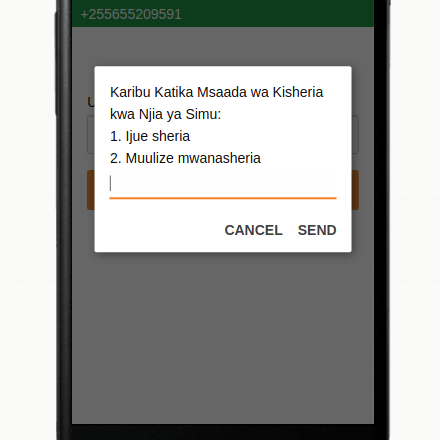 +255655209591
Karibu Katika Msaada wa Kisheria
kwa Njia ya Simu:
1. Ijue sheria
2. Muulize mwanasheria
CANCEL SEND